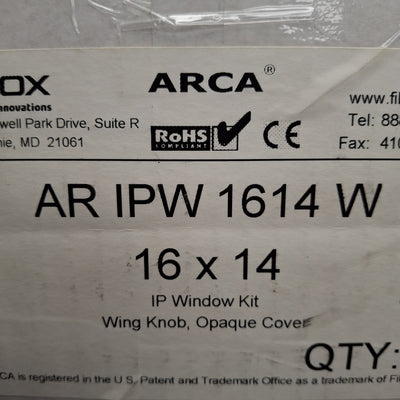 OX ARCA® www.fi
nnovations Tel: 88
well Park Drive, Suite R Fax: 410
nie, MD 21061 RoHS CE
COMPLIANT
AR IPW 1614 W
16 x 14
IP Window Kit
Wing Knob, Opaque Cover
QTY:
CA is registered in the U.S. Patent and Trademark Office as a trademark of Fi